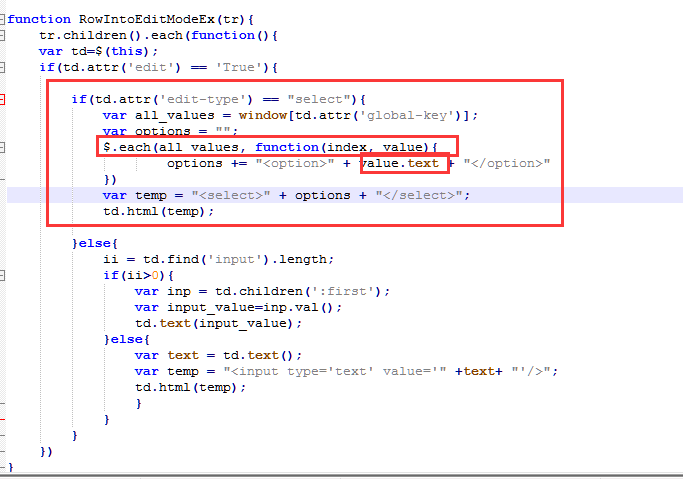 function RowIntoEditModeEx(tr){
    tr.children().each(function(){
    var td=$(this);
    if(td.attr('edit') == 'True'){
        if(td.attr('edit-type') == "select"){
            var all_values = window[td.attr('global-key')];
            var options = "";
            $.each(all_values, function(index, value){
                    options += "<option>" + value.text + "</option>"
            })
            var temp = "<select>" + options + "</select>";
            td.html(temp);
        }else{
            ii = td.find('input').length;
            if(ii>0){
                var inp = td.children(':first');
                var input_value=inp.val();
                td.text(input_value);
            }else{
                var text = td.text();
                var temp = "<input type='text' value='" +text+ "'/>";
                td.html(temp);
                }
            }
        }
    })
}